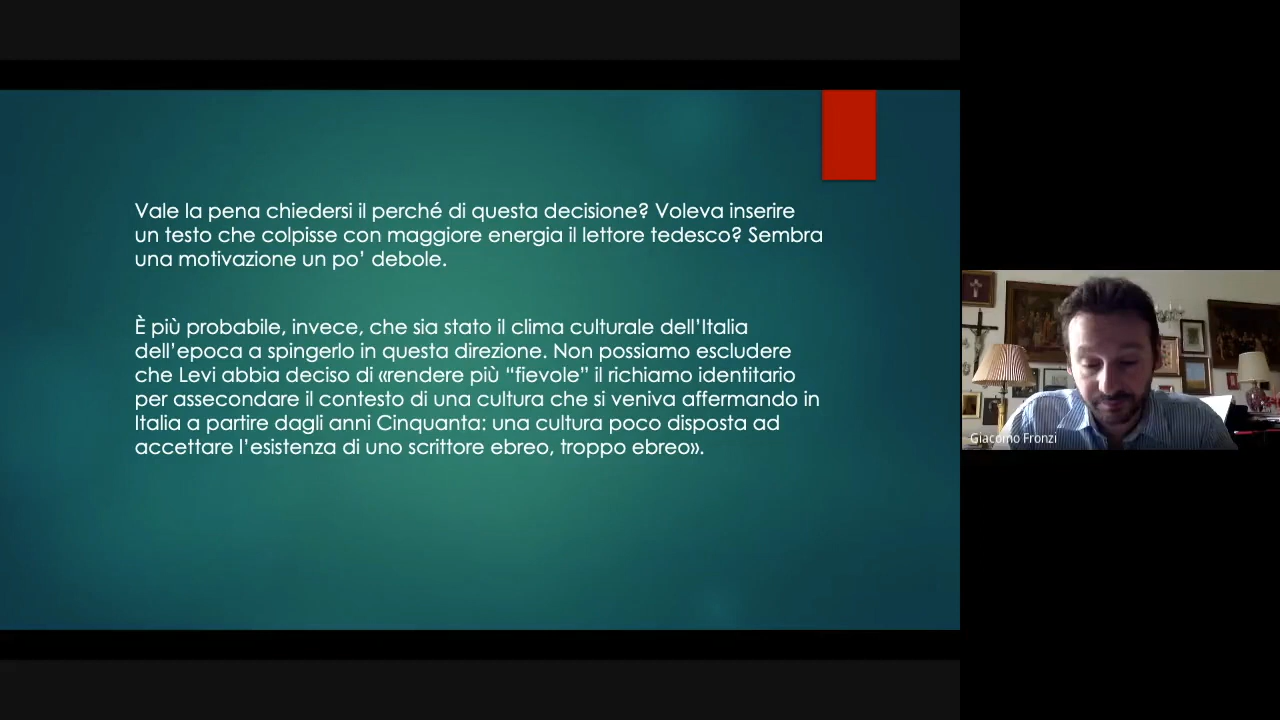 Vale la pena chiedersi il perché di questa decisione? Voleva inserire
un testo che colpisse con maggiore energia il lettore tedesco? Sembra
una motivazione un po’ debole.
È più probabile, invece, che sia stato il clima culturale dell’Italia
dell’epoca a spingerlo in questa direzione. Non possiamo escludere
che Levi abbia deciso di «rendere più “fievole” il richiamo identitario
per assecondare il contesto di una cultura che si veniva affermando in
Italia a partire dagli anni Cinquanta: una cultura poco disposta ad
accettare l’esistenza di uno scrittore ebreo, troppo ebreo».
Giacomo Fronzi